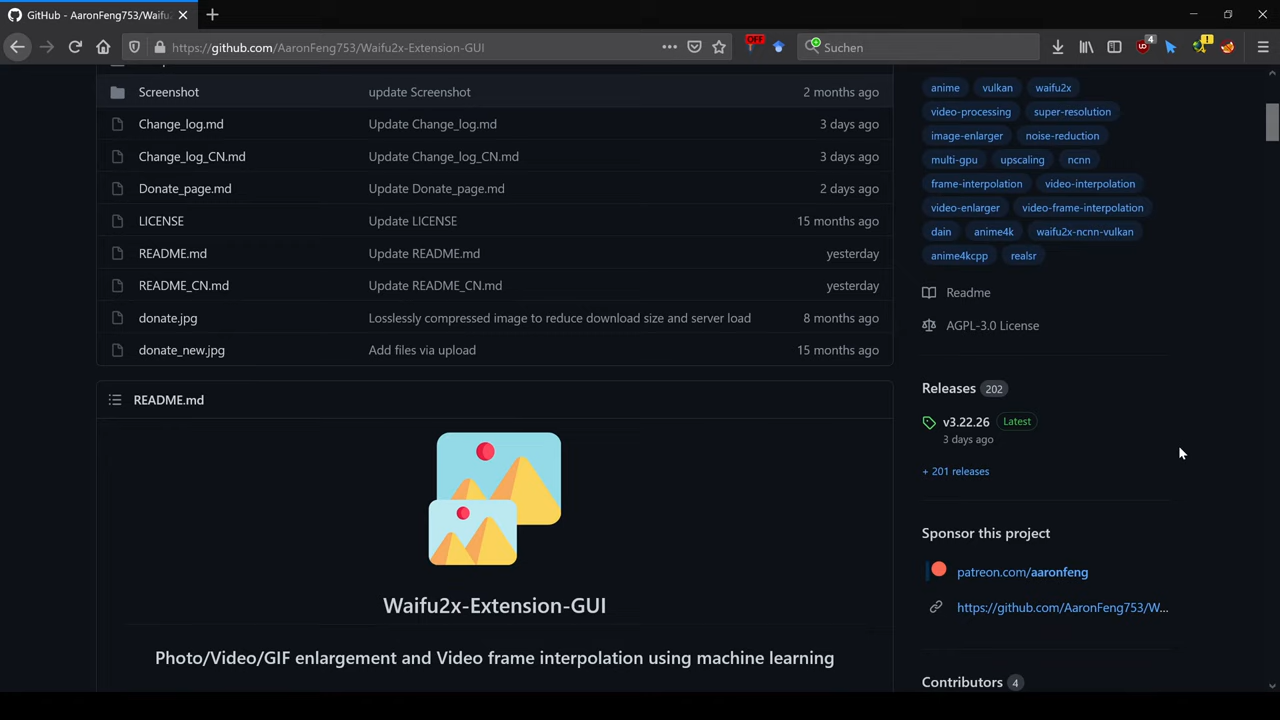 GitHub - AaronFeng753/Waifu2
https://github.com/AaronFeng753/Waifu2x-Extension-GUI
OFF
Suchen
4
Screenshot update Screenshot 2 months ago
Change_log.md Update Change_log.md 3 days ago
Change_log_CN.md Update Change_log_CN.md 3 days ago
Donate_page.md Update Donate_page.md 2 days ago
LICENSE Update LICENSE 15 months ago
README.md Update README.md yesterday
README_CN.md Update README_CN.md yesterday
donate.jpg Losslessly compressed image to reduce download size and server load 8 months ago
donate_new.jpg Add files via upload 15 months ago
README.md
Waifu2x-Extension-GUI
Photo/Video/GIF enlargement and Video frame interpolation using machine learning
anime vulkan waifu2x
video-processing super-resolution
image-enlarger noise-reduction
multi-gpu upscaling ncnn
frame-interpolation video-interpolation
video-enlarger video-frame-interpolation
dain anime4k waifu2x-ncnn-vulkan
anime4kcpp realsr
Readme
AGPL-3.0 License
Releases 202
v3.22.26 Latest
3 days ago
+ 201 releases
Sponsor this project
patreon.com/aaronfeng
https://github.com/AaronFeng753/W...
Contributors 4